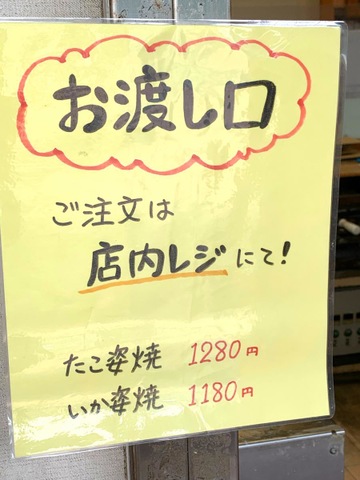 お渡し口
ご注文は
店内レジにて!
たこ姿焼 1280円
いか姿焼 1180円